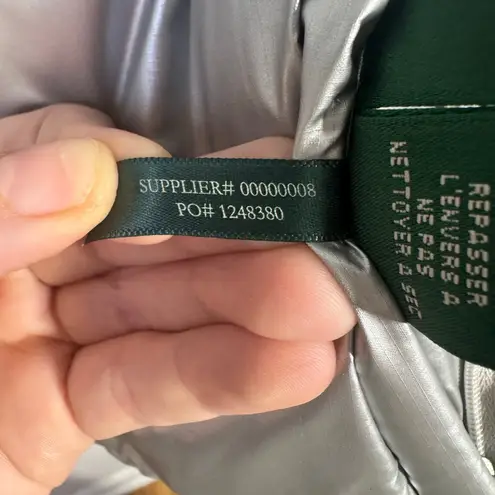 SUPPLIER# 00000008
PO# 1248380
REPASSER
L'ENVERS A
NE PAS
NETTOYER A SEC